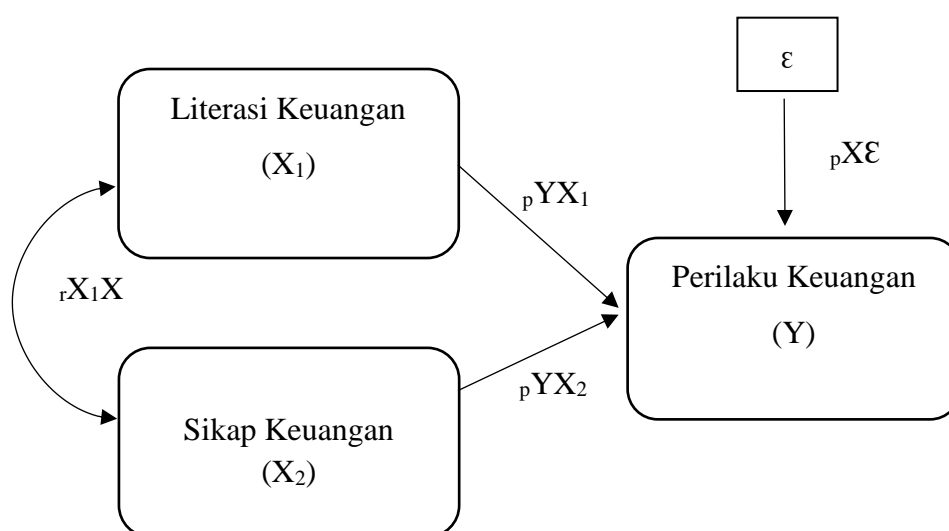 ε
Literasi Keuangan
(X₁)
ₚXƐ
ₚYX₁
Perilaku Keuangan
(Y)
ᵣX₁X
ₚYX₂
Sikap Keuangan
(X₂)